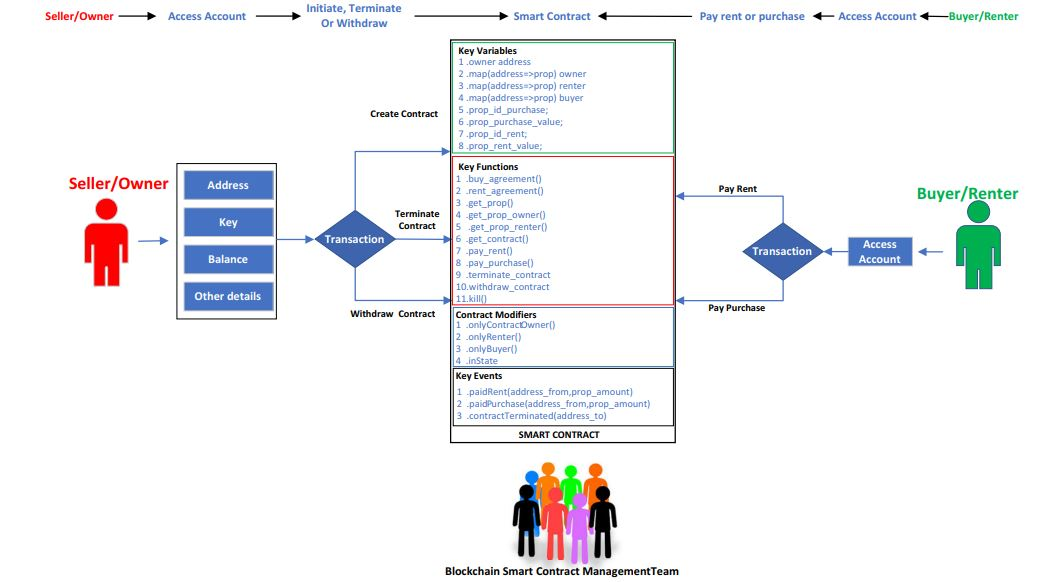 Seller/Owner
Access Account
Initiate, Terminate
Or Withdraw
Smart Contract
Pay rent or purchase
Access Account
Buyer/Renter
Seller/Owner
Address
Key
Balance
Other details
Transaction
Create Contract
Terminate
Contract
Withdraw Contract
Key Variables
1 .owner address
2 .map(address=>prop) owner
3 .map(address=>prop) renter
4 .map(address=>prop) buyer
5 .prop_id_purchase;
6 .prop_purchase_value;
7 .prop_id_rent;
8 .prop_rent_value;
Key Functions
1 .buy_agreement()
2 .rent_agreement()
3 .get_prop()
4 .get_prop_owner()
5 .get_prop_renter()
6 .get_contract()
7 .pay_rent()
8 .pay_purchase()
9 .terminate_contract
10.withdraw_contract
11.kill()
Contract Modifiers
1 .onlyContractOwner()
2 .onlyRenter()
3 .onlyBuyer()
4 .inState
Key Events
1 .paidRent(address_from,prop_amount)
2 .paidPurchase(address_from,prop_amount)
3 .contractTerminated(address_to)
SMART CONTRACT
Pay Rent
Transaction
Pay Purchase
Access
Account
Buyer/Renter
Blockchain Smart Contract ManagementTeam